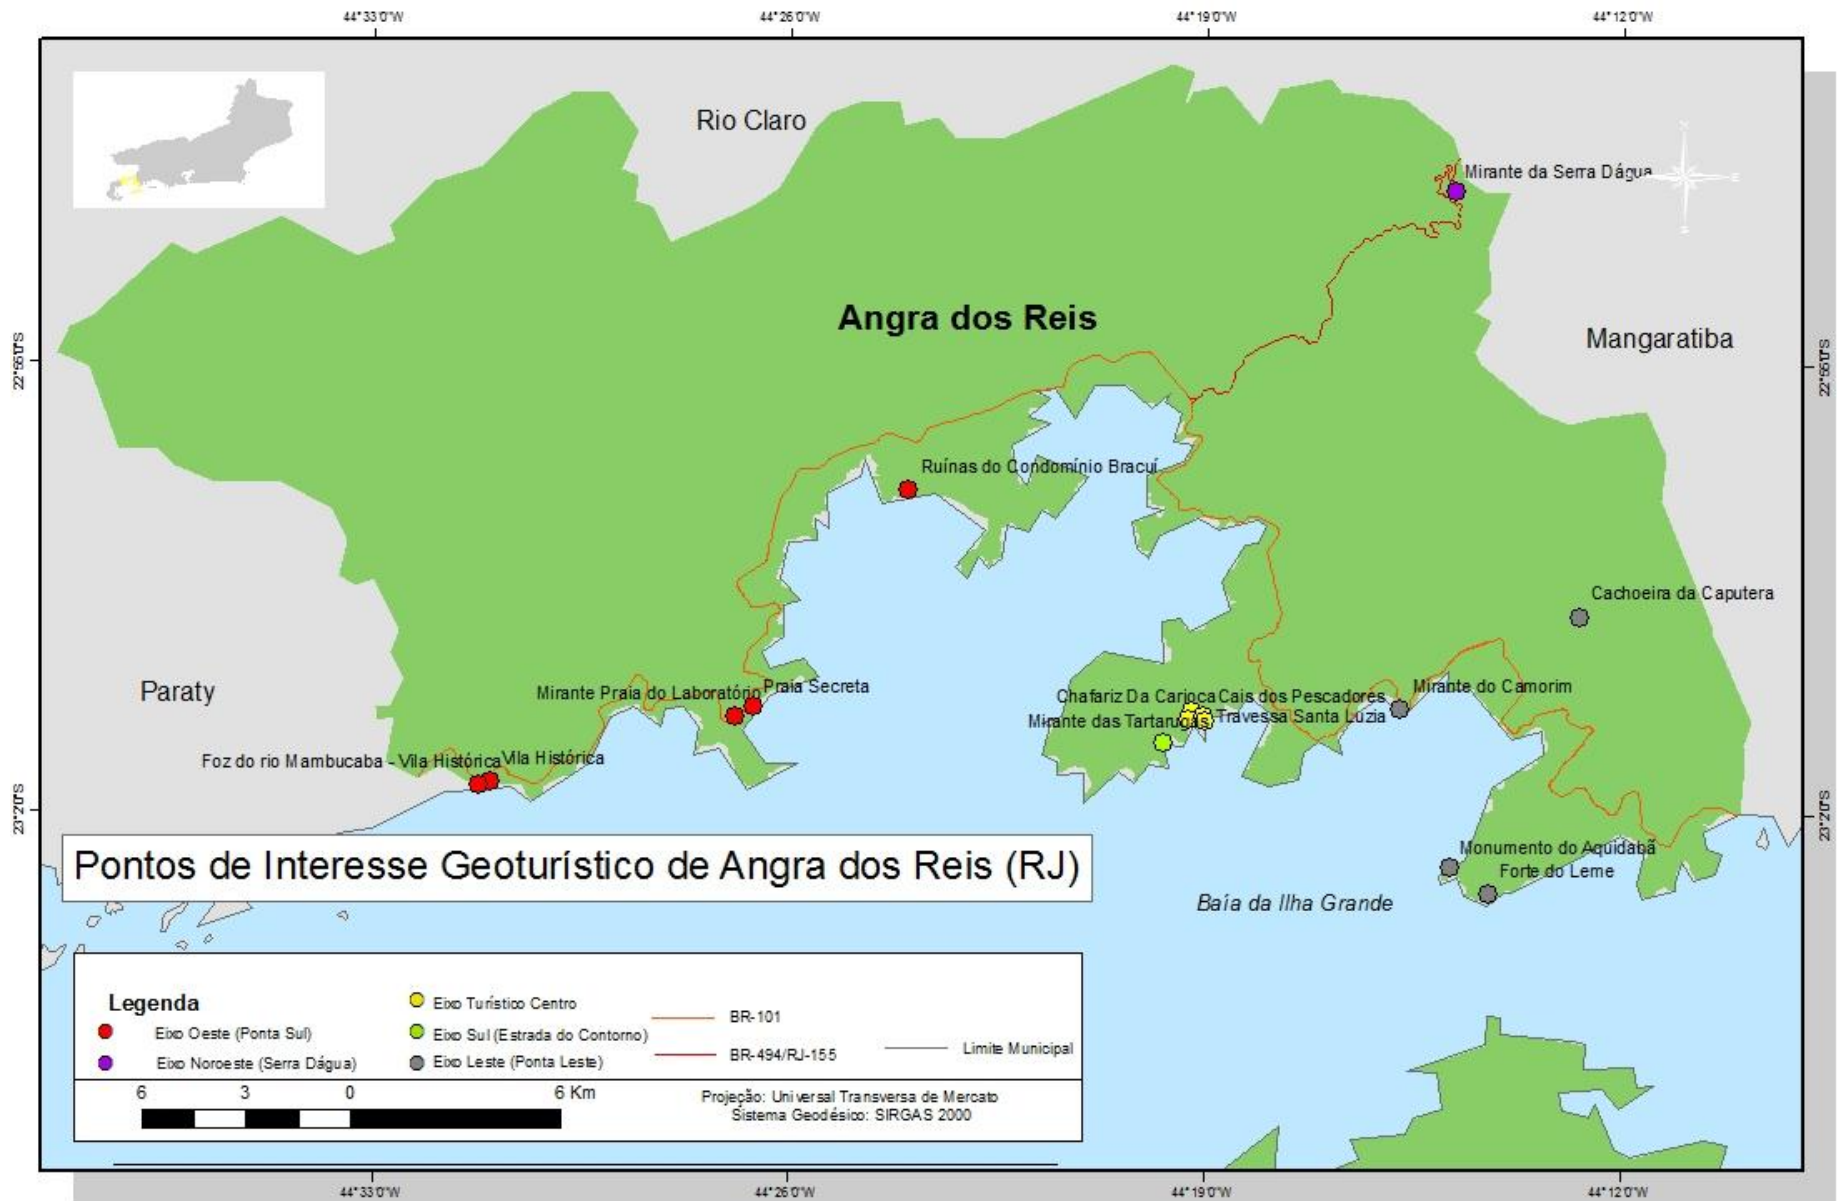 44°33'0"W 44°26'0"W 44°19'0"W 44°12'0"W
Rio Claro
Mirante da Serra Dágua
Angra dos Reis
Mangaratiba
22°55'0"S 22°55'0"S
Ruínas do Condomínio Bracuí
Cachoeira da Caputera
Paraty
Mirante Praia do Laboratório Praia Secreta
Chafariz Da Carioca Cais dos Pescadores
Mirante do Camorim
Mirante das Tartarugas Travessa Santa Luzia
Foz do rio Mambucaba - Vila Histórica Vila Histórica
23°2'0"S 23°2'0"S
Monumento do Aquidabã
Forte do Leme
Pontos de Interesse Geoturístico de Angra dos Reis (RJ)
Baía da Ilha Grande
Legenda
Eixo Oeste (Ponta Sul)
Eixo Noroeste (Serra Dágua)
Eixo Turístico Centro
Eixo Sul (Estrada do Contorno)
Eixo Leste (Ponta Leste)
BR-101
BR-494/RJ-155
Limite Municipal
6 3 0 6 Km
Projeção: Universal Transversa de Mercato
Sistema Geodésico: SIRGAS 2000
44°33'0"W 44°26'0"W 44°19'0"W 44°12'0"W